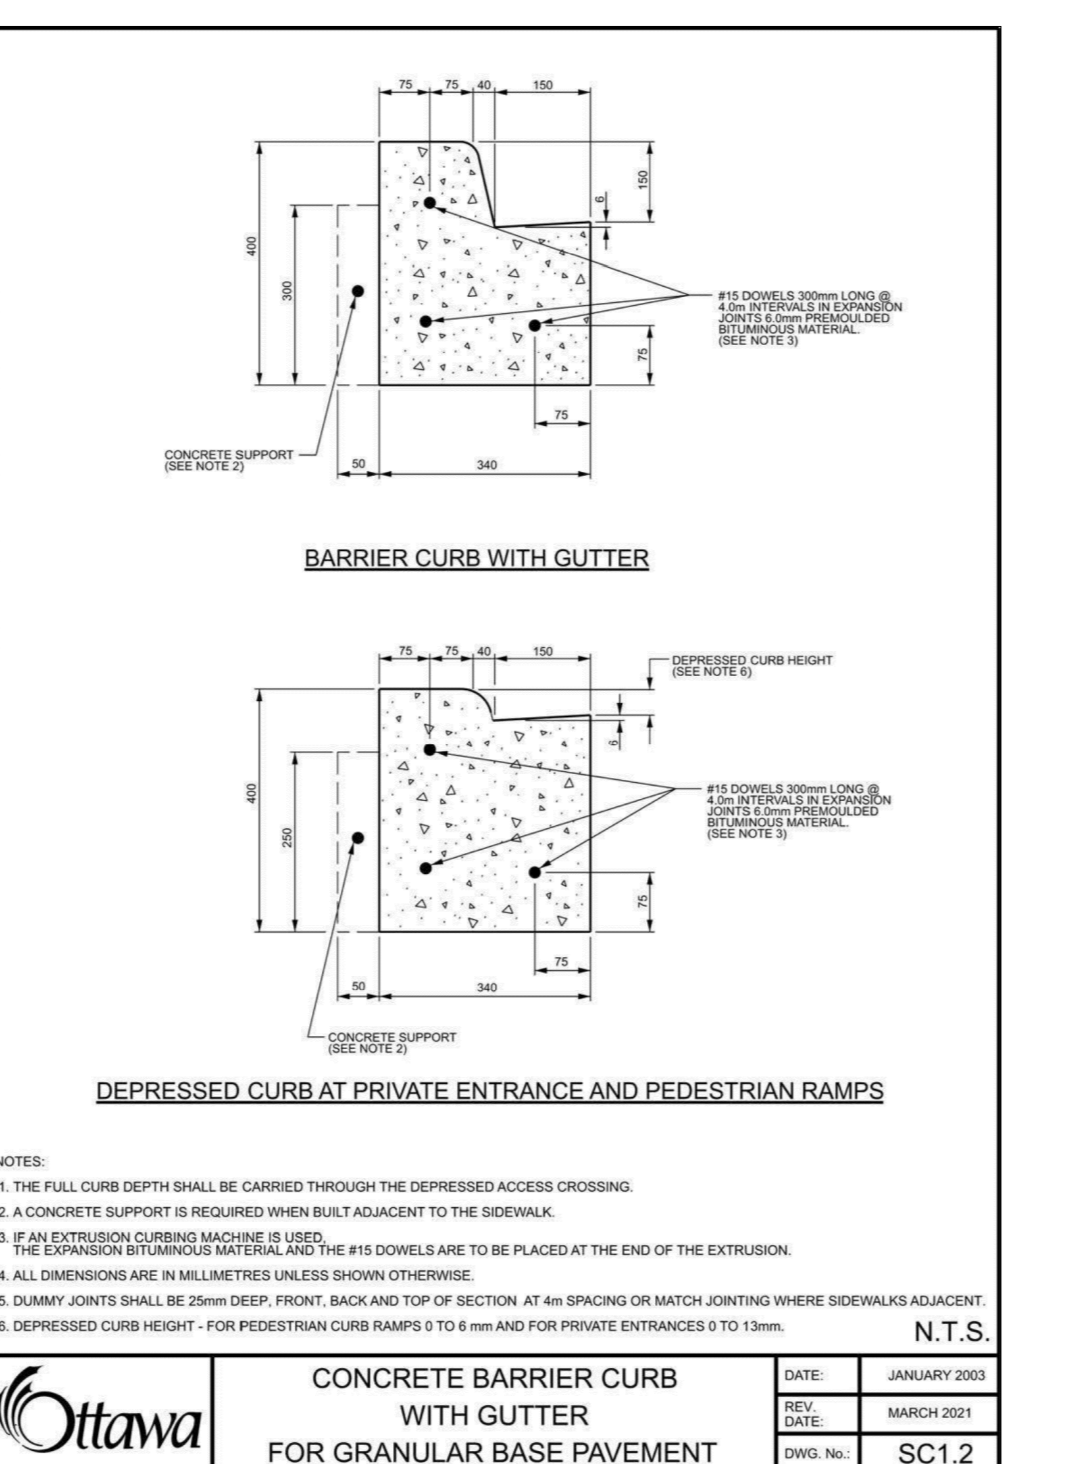 75 75 40 150
400
300
6
150
#15 DOWELS 300mm LONG @
4.0m INTERVALS IN EXPANSION
JOINTS 6.0mm PREMOULDED
BITUMINOUS MATERIAL.
(SEE NOTE 3)
75
75
CONCRETE SUPPORT
(SEE NOTE 2)
50
340
BARRIER CURB WITH GUTTER
75 75 40 150
DEPRESSED CURB HEIGHT
(SEE NOTE 6)
6
400
250
#15 DOWELS 300mm LONG @
4.0m INTERVALS IN EXPANSION
JOINTS 6.0mm PREMOULDED
BITUMINOUS MATERIAL.
(SEE NOTE 3)
75
75
50
340
CONCRETE SUPPORT
(SEE NOTE 2)
DEPRESSED CURB AT PRIVATE ENTRANCE AND PEDESTRIAN RAMPS
NOTES:
1. THE FULL CURB DEPTH SHALL BE CARRIED THROUGH THE DEPRESSED ACCESS CROSSING.
2. A CONCRETE SUPPORT IS REQUIRED WHEN BUILT ADJACENT TO THE SIDEWALK.
3. IF AN EXTRUSION CURBING MACHINE IS USED,
THE EXPANSION BITUMINOUS MATERIAL AND THE #15 DOWELS ARE TO BE PLACED AT THE END OF THE EXTRUSION.
4. ALL DIMENSIONS ARE IN MILLIMETRES UNLESS SHOWN OTHERWISE.
5. DUMMY JOINTS SHALL BE 25mm DEEP, FRONT, BACK AND TOP OF SECTION AT 4m SPACING OR MATCH JOINTING WHERE SIDEWALKS ADJACENT.
6. DEPRESSED CURB HEIGHT - FOR PEDESTRIAN CURB RAMPS 0 TO 6 mm AND FOR PRIVATE ENTRANCES 0 TO 13mm.
N.T.S.
Ottawa
CONCRETE BARRIER CURB
WITH GUTTER
FOR GRANULAR BASE PAVEMENT
DATE: JANUARY 2003
REV.
DATE: MARCH 2021
DWG. No.: SC1.2